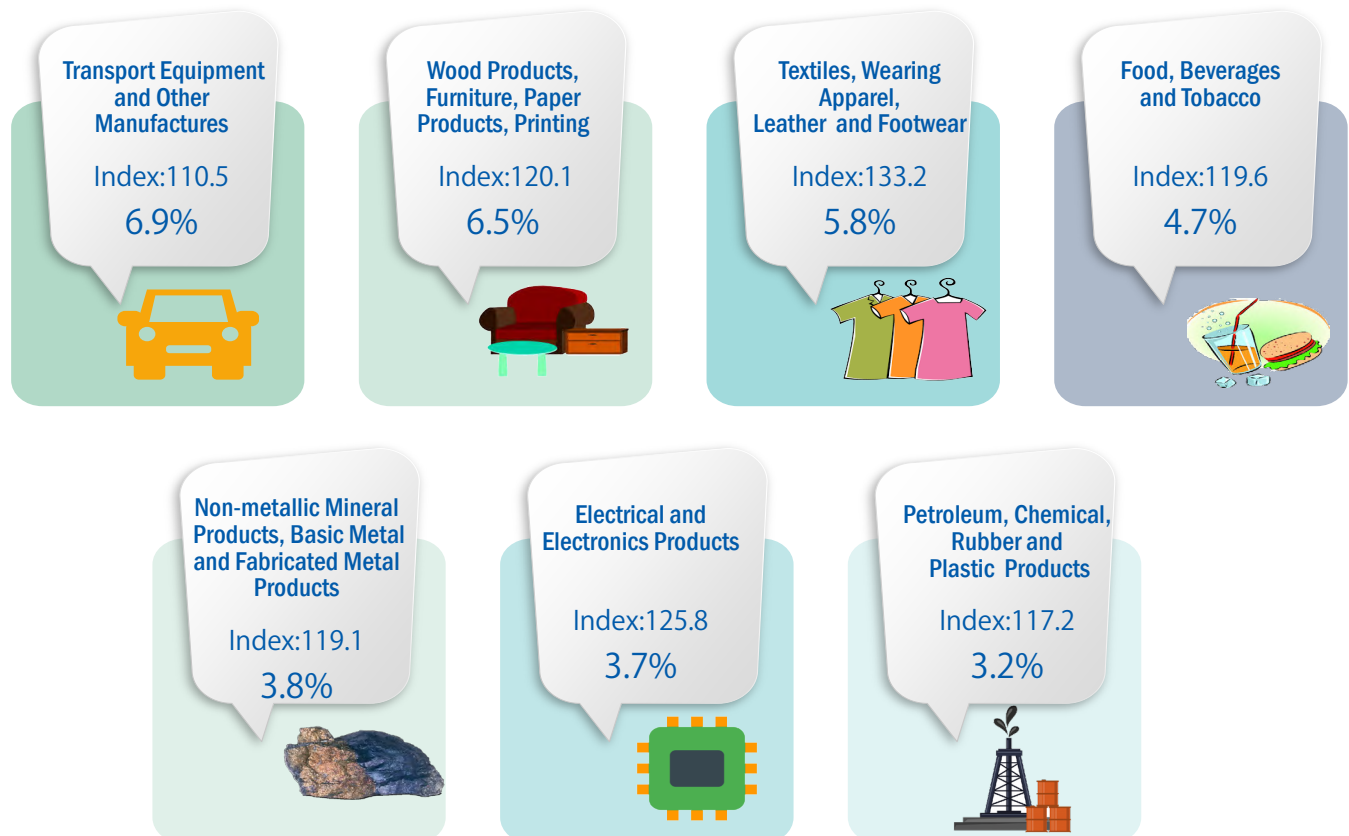 Transport Equipment
and Other
Manufactures
Index:110.5
6.9%
Wood Products,
Furniture, Paper
Products, Printing
Index:120.1
6.5%
Textiles, Wearing
Apparel,
Leather and Footwear
Index:133.2
5.8%
Food, Beverages
and Tobacco
Index:119.6
4.7%
Non-metallic Mineral
Products, Basic Metal
and Fabricated Metal
Products
Index:119.1
3.8%
Electrical and
Electronics Products
Index:125.8
3.7%
Petroleum, Chemical,
Rubber and
Plastic Products
Index:117.2
3.2%